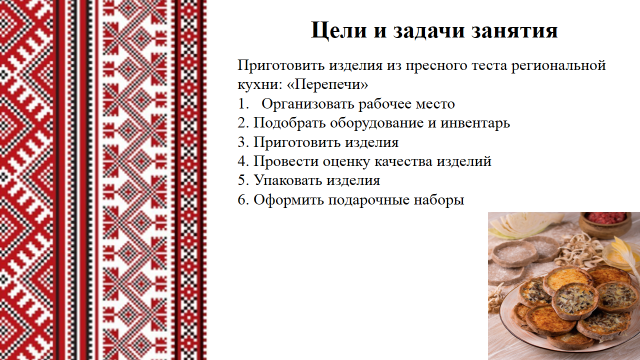 Цели и задачи занятия
Приготовить изделия из пресного теста региональной
кухни: «Перепечи»
1. Организовать рабочее место
2. Подобрать оборудование и инвентарь
3. Приготовить изделия
4. Провести оценку качества изделий
5. Упаковать изделия
6. Оформить подарочные наборы